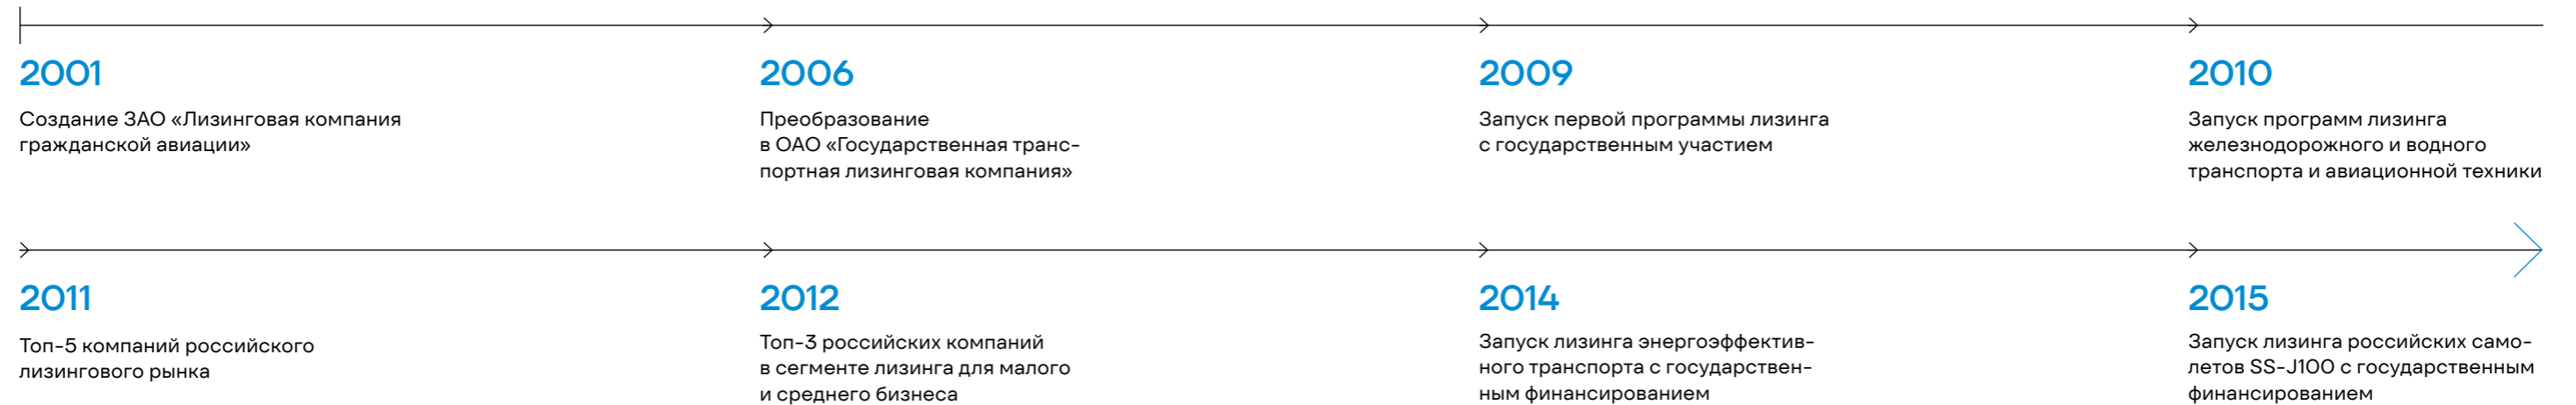 2001
Создание ЗАО «Лизинговая компания
гражданской авиации»
2006
Преобразование
в ОАО «Государственная транс-
портная лизинговая компания»
2009
Запуск первой программы лизинга
с государственным участием
2010
Запуск программ лизинга
железнодорожного и водного
транспорта и авиационной техники
2011
Топ-5 компаний российского
лизингового рынка
2012
Топ-3 российских компаний
в сегменте лизинга для малого
и среднего бизнеса
2014
Запуск лизинга энергоэффектив-
ного транспорта с государствен-
ным финансированием
2015
Запуск лизинга российских само-
летов SS-J100 с государственным
финансированием